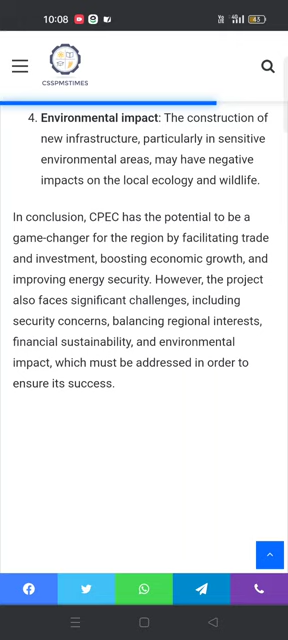 10:08
43
CSSPMSTIMES
4. Environmental impact: The construction of
new infrastructure, particularly in sensitive
environmental areas, may have negative
impacts on the local ecology and wildlife.
In conclusion, CPEC has the potential to be a
game-changer for the region by facilitating trade
and investment, boosting economic growth, and
improving energy security. However, the project
also faces significant challenges, including
security concerns, balancing regional interests,
financial sustainability, and environmental
impact, which must be addressed in order to
ensure its success.